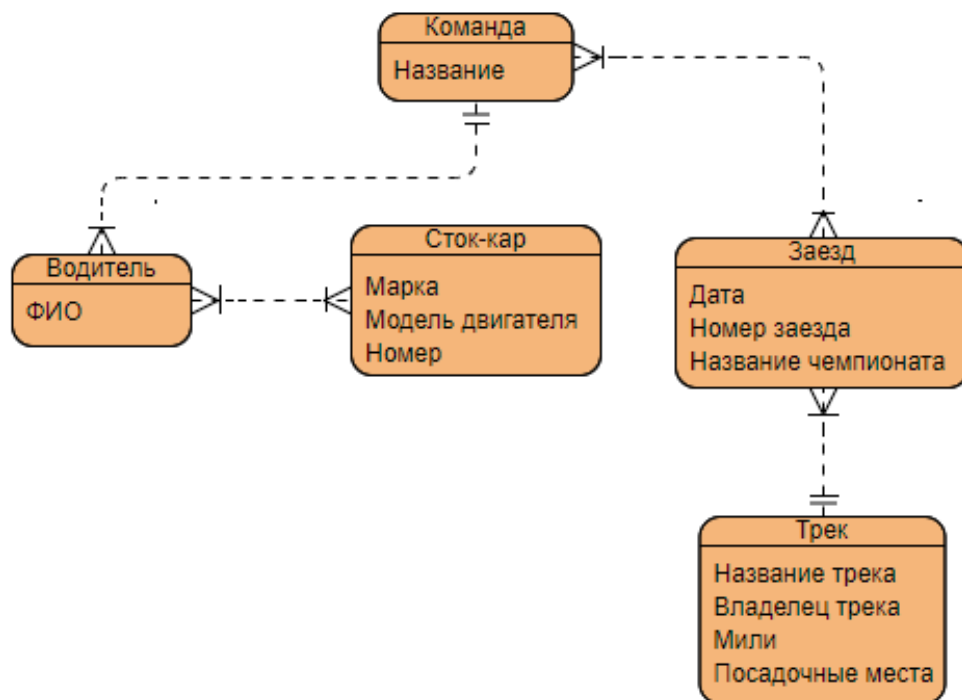 Команда
Название
Водитель
ФИО
Сток-кар
Марка
Модель двигателя
Номер
Заезд
Дата
Номер заезда
Название чемпионата
Трек
Название трека
Владелец трека
Мили
Посадочные места